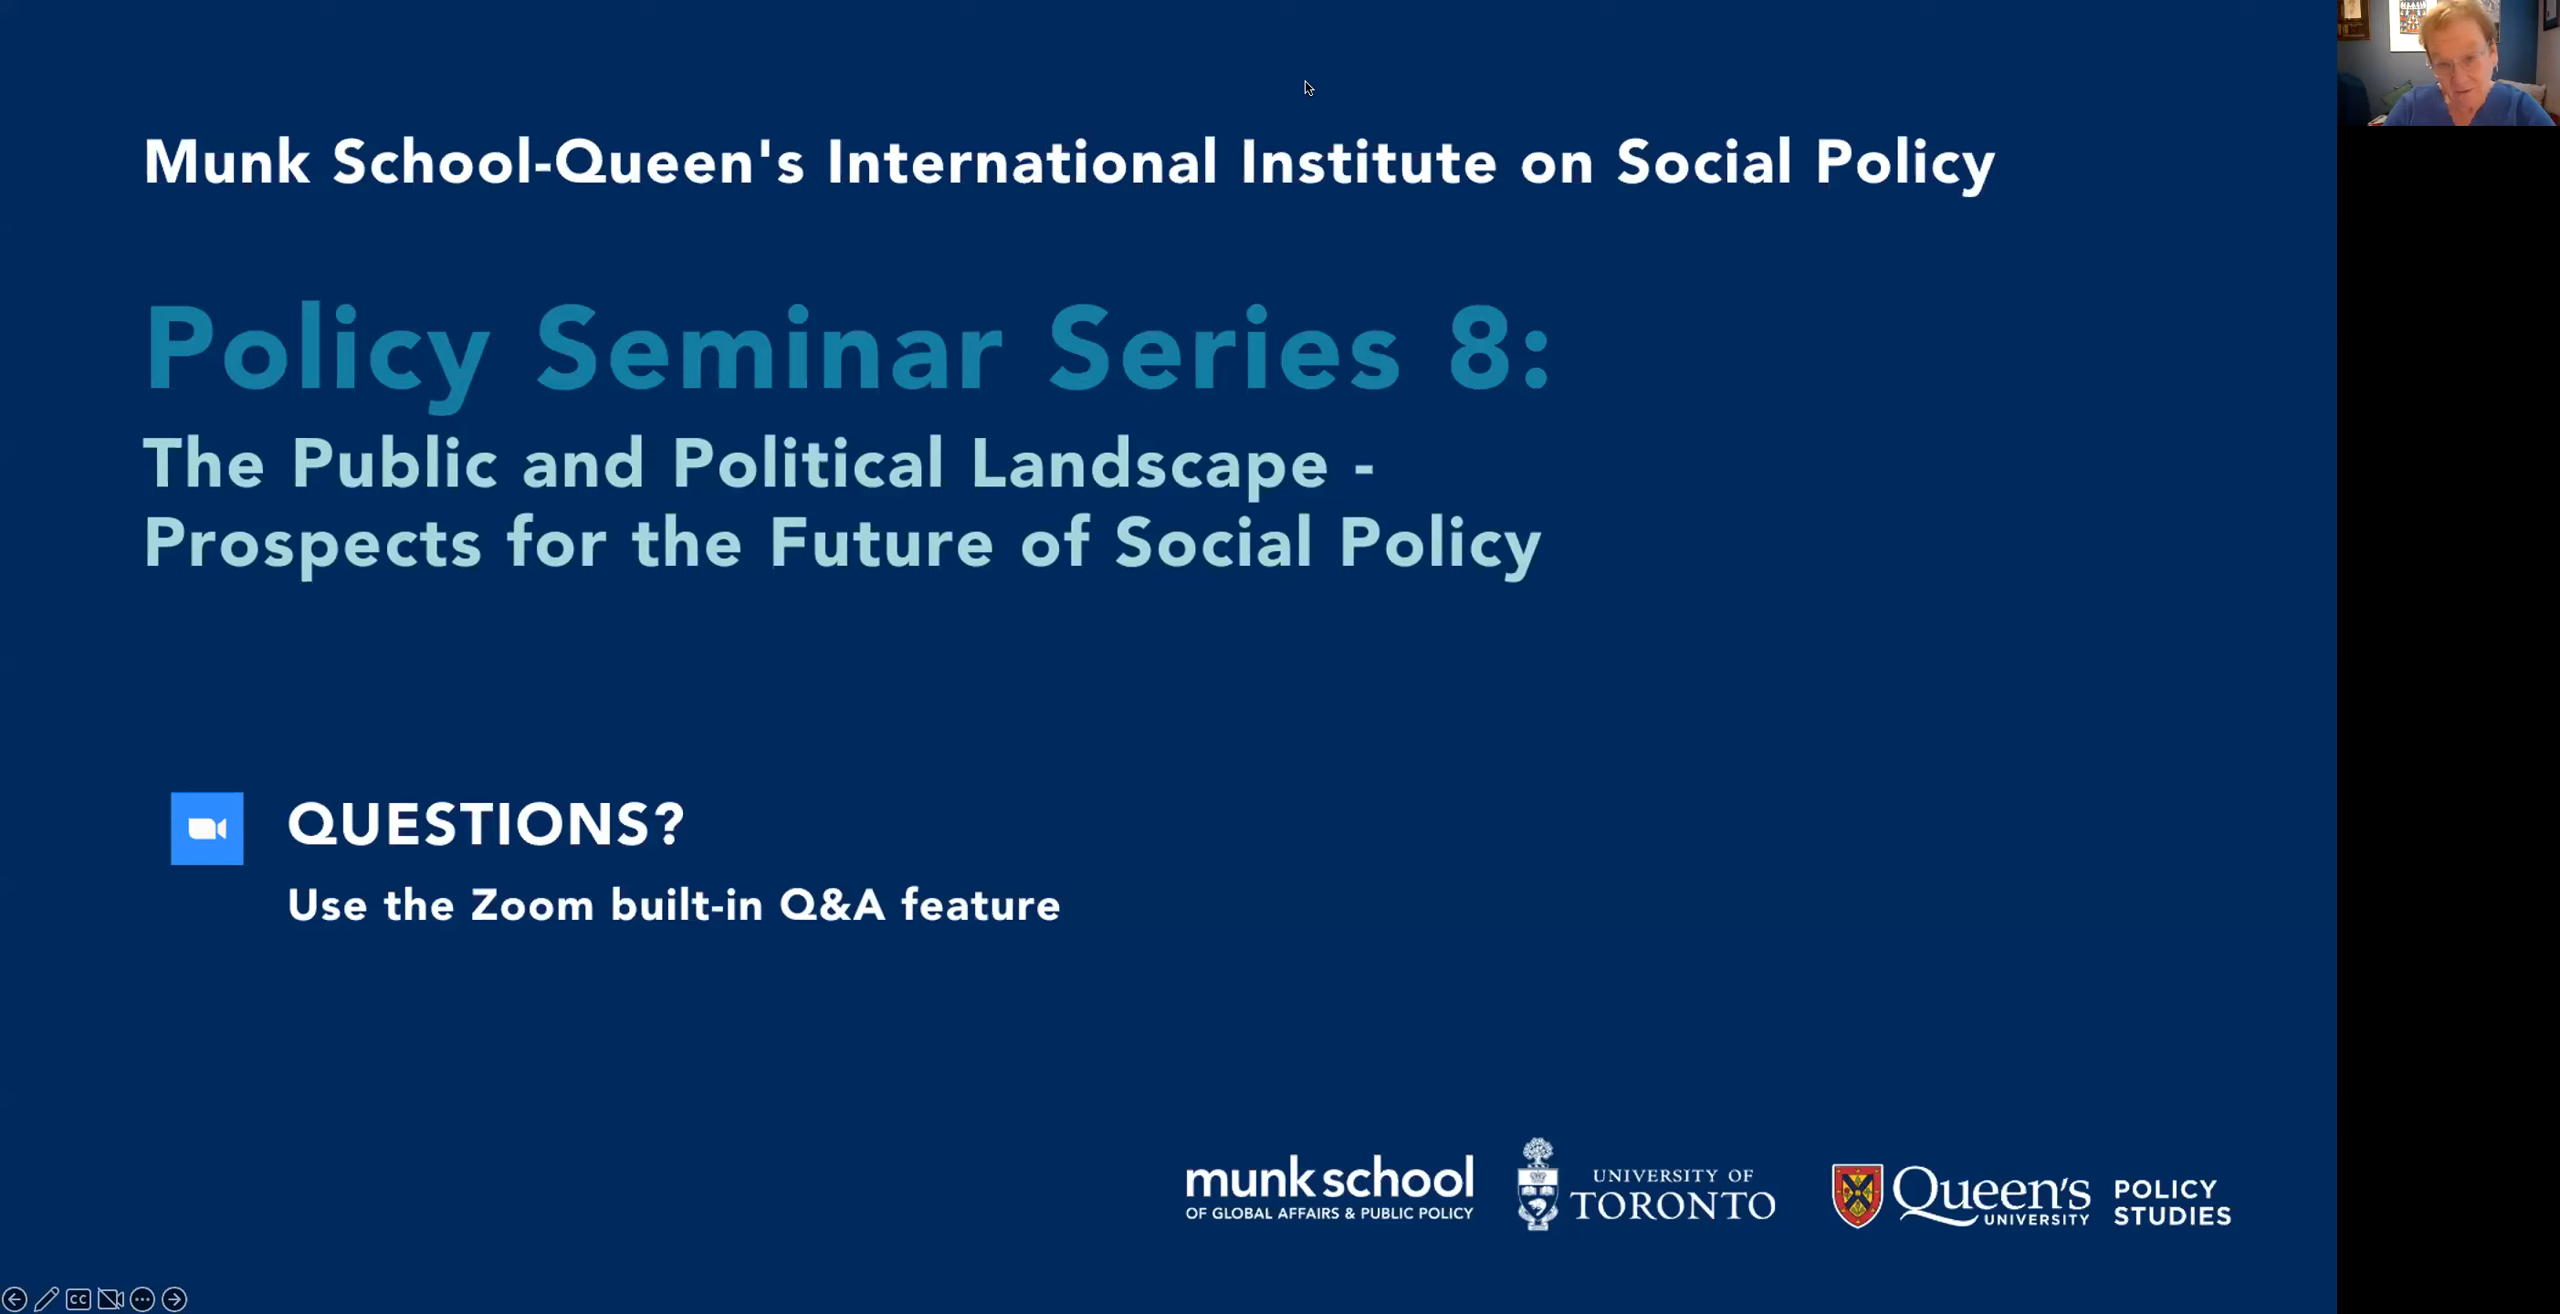 Munk School-Queen's International Institute on Social Policy
Policy Seminar Series 8:
The Public and Political Landscape -
Prospects for the Future of Social Policy
QUESTIONS?
Use the Zoom built-in Q&A feature
munk school
OF GLOBAL AFFAIRS & PUBLIC POLICY
UNIVERSITY OF
TORONTO
Queen's
UNIVERSITY
POLICY
STUDIES
CC